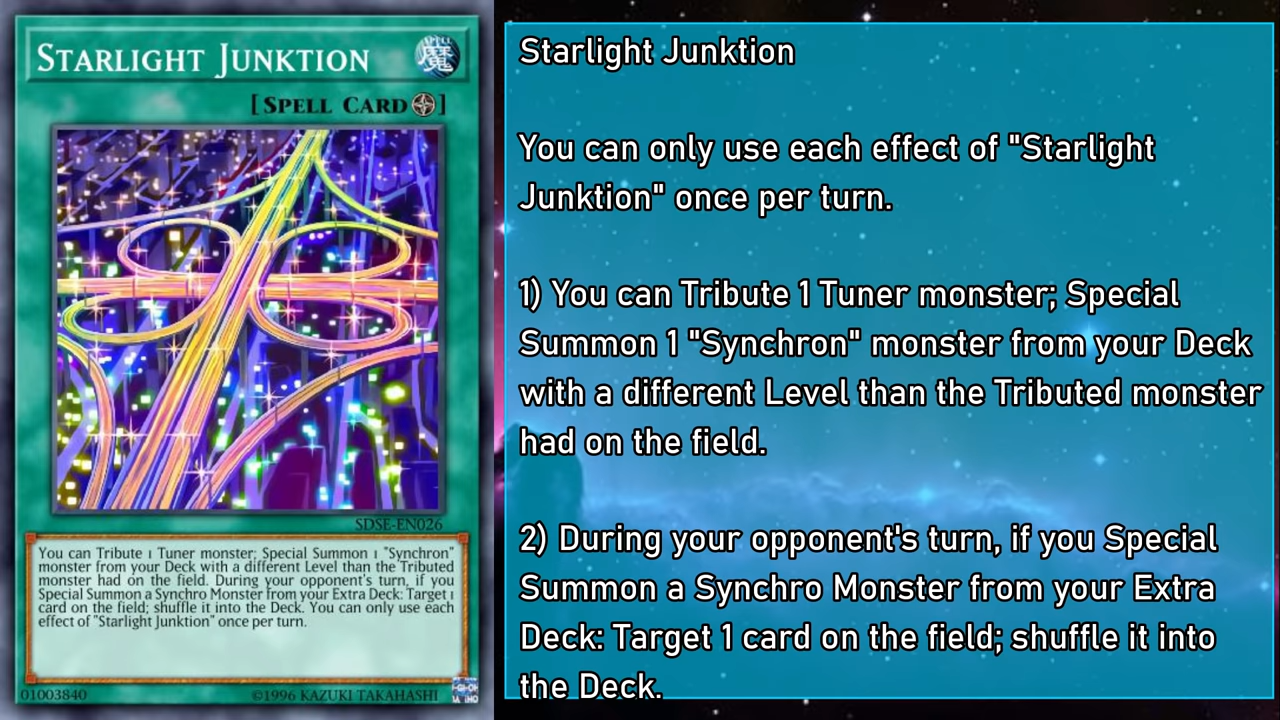 STARLIGHT JUNKTION
SPELL
魔
[SPELL CARD]
SDSE-EN026
You can Tribute 1 Tuner monster; Special Summon 1 "Synchron"
monster from your Deck with a different Level than the Tributed
monster had on the field. During your opponent's turn, if you
Special Summon a Synchro Monster from your Extra Deck: Target 1
card on the field; shuffle it into the Deck. You can only use each
effect of "Starlight Junktion" once per turn.
01003840
©1996 KAZUKI TAKAHASHI
Starlight Junktion
You can only use each effect of "Starlight
Junktion" once per turn.
1) You can Tribute 1 Tuner monster; Special
Summon 1 "Synchron" monster from your Deck
with a different Level than the Tributed monster
had on the field.
2) During your opponent's turn, if you Special
Summon a Synchro Monster from your Extra
Deck: Target 1 card on the field; shuffle it into
the Deck.